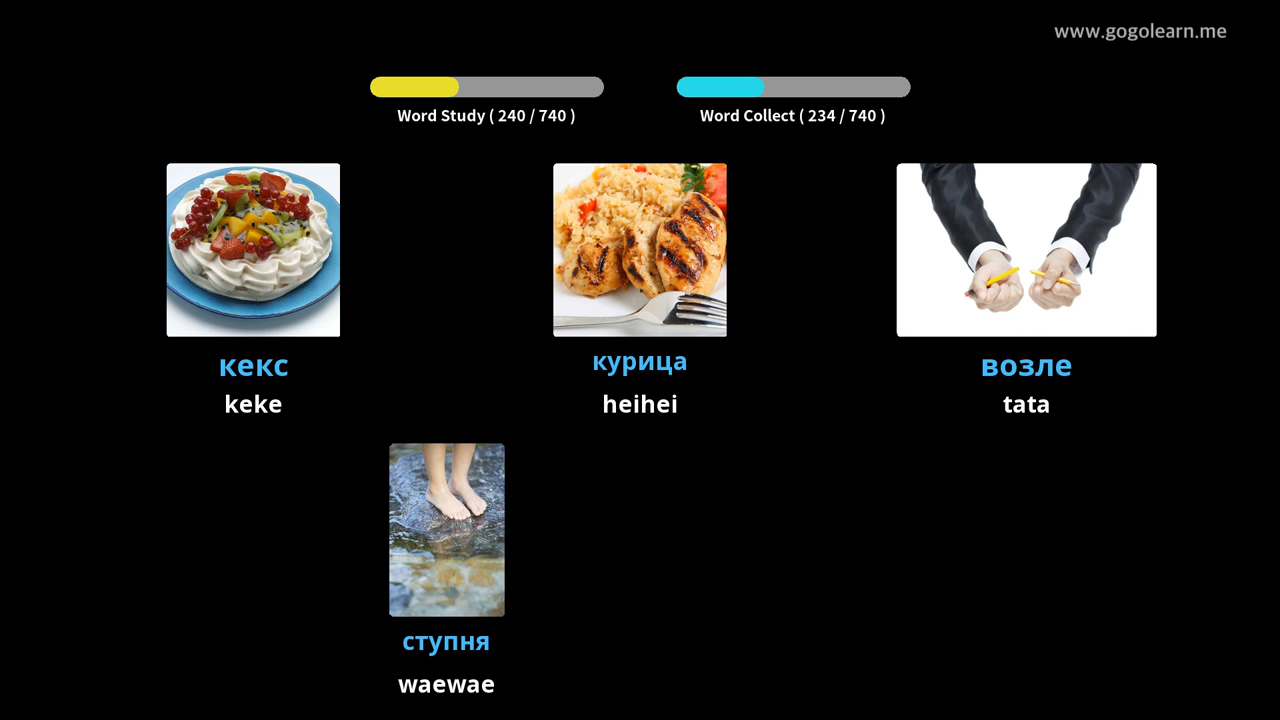 www.gogolearn.me
Word Study ( 240 / 740 )
Word Collect ( 234 / 740 )
кекс
keke
курица
heihei
возле
tata
ступня
waewae